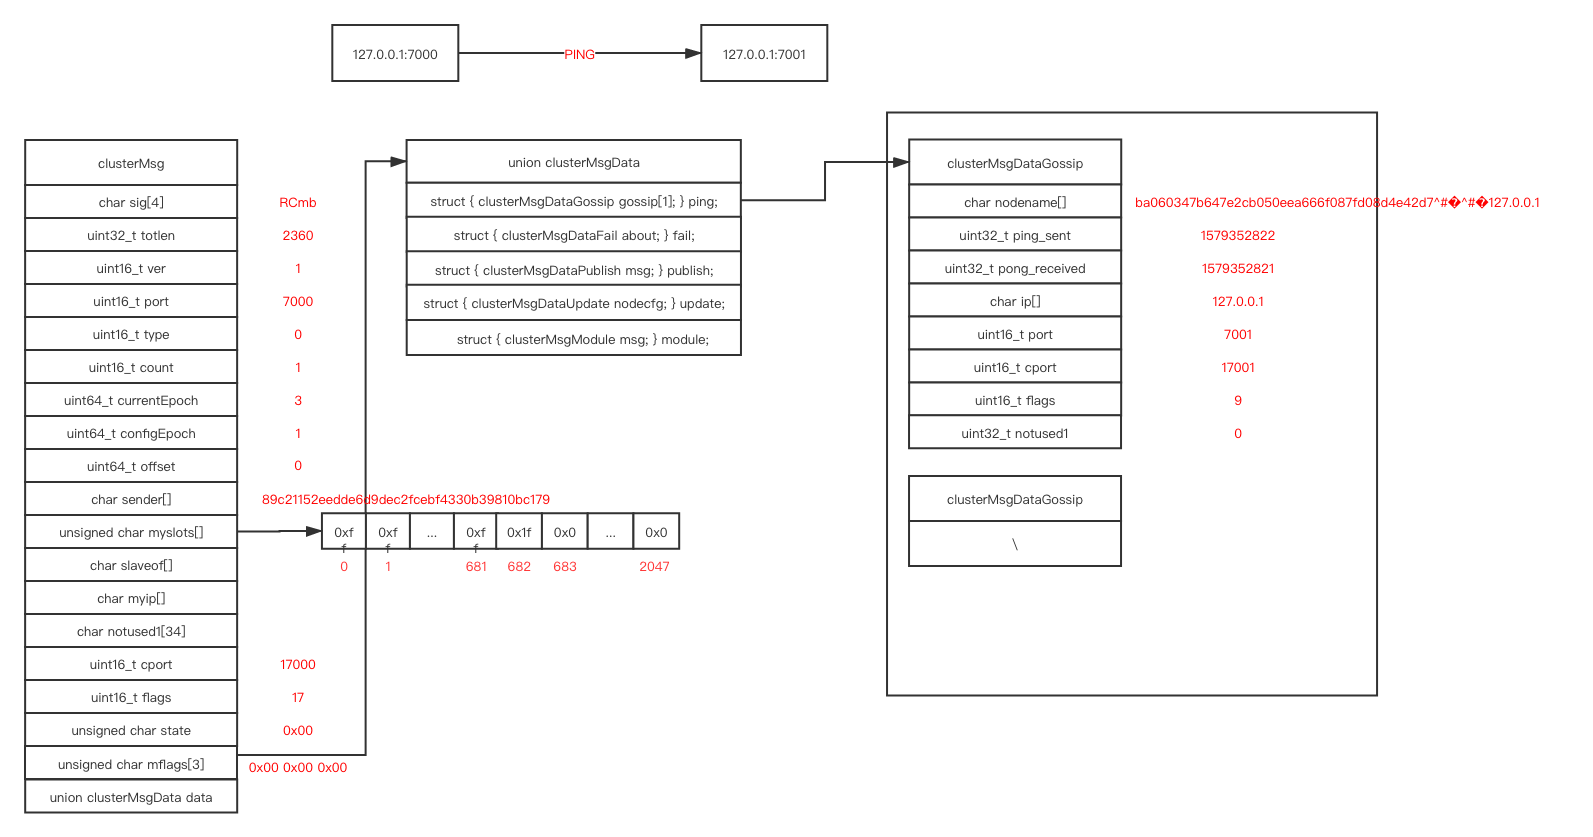 127.0.0.1:7000
PING
127.0.0.1:7001
clusterMsg
char sig[4]
RCmb
uint32_t totlen
2360
uint16_t ver
1
uint16_t port
7000
uint16_t type
0
uint16_t count
1
uint64_t currentEpoch
3
uint64_t configEpoch
1
uint64_t offset
0
char sender[]
89c21152eedde6d9dec2fcebf4330b39810bc179
unsigned char myslots[]
0xf
f
0xf
f
...
0xf
f
0x1f
0x0
...
0x0
0
1
681
682
683
2047
char slaveof[]
char myip[]
char notused1[34]
uint16_t cport
17000
uint16_t flags
17
unsigned char state
0x00
unsigned char mflags[3]
0x00 0x00 0x00
union clusterMsgData data
union clusterMsgData
struct { clusterMsgDataGossip gossip[1]; } ping;
struct { clusterMsgDataFail about; } fail;
struct { clusterMsgDataPublish msg; } publish;
struct { clusterMsgDataUpdate nodecfg; } update;
struct { clusterMsgModule msg; } module;
clusterMsgDataGossip
char nodename[]
ba060347b647e2cb050eea666f087fd08d4e42d7^#�^#�127.0.0.1
uint32_t ping_sent
1579352822
uint32_t pong_received
1579352821
char ip[]
127.0.0.1
uint16_t port
7001
uint16_t cport
17001
uint16_t flags
9
uint32_t notused1
0
clusterMsgDataGossip
\